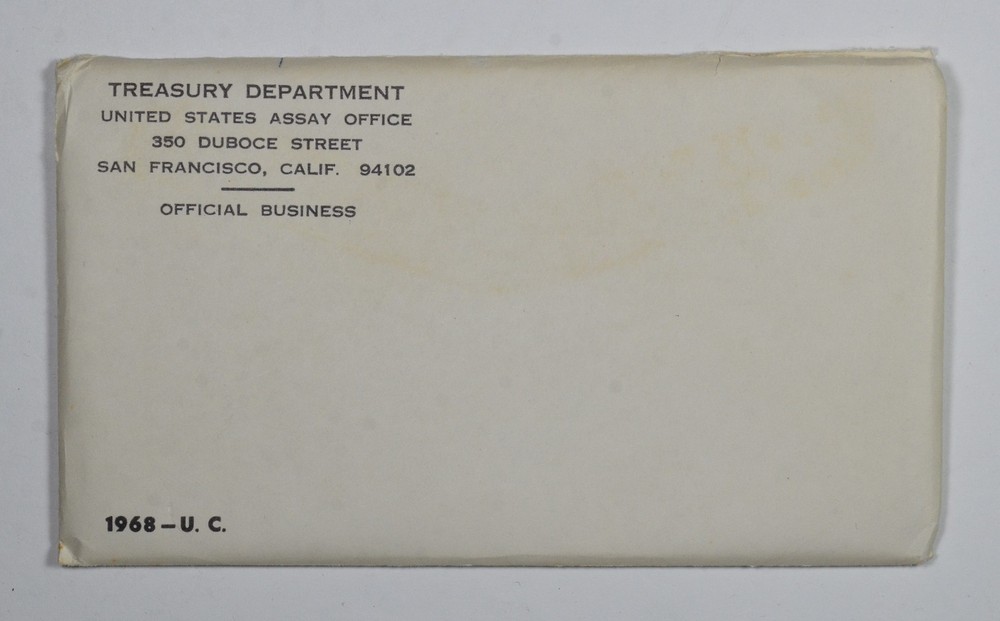 TREASURY DEPARTMENT
UNITED STATES ASSAY OFFICE
350 DUBOCE STREET
SAN FRANCISCO, CALIF. 94102
OFFICIAL BUSINESS
1968-U. C.